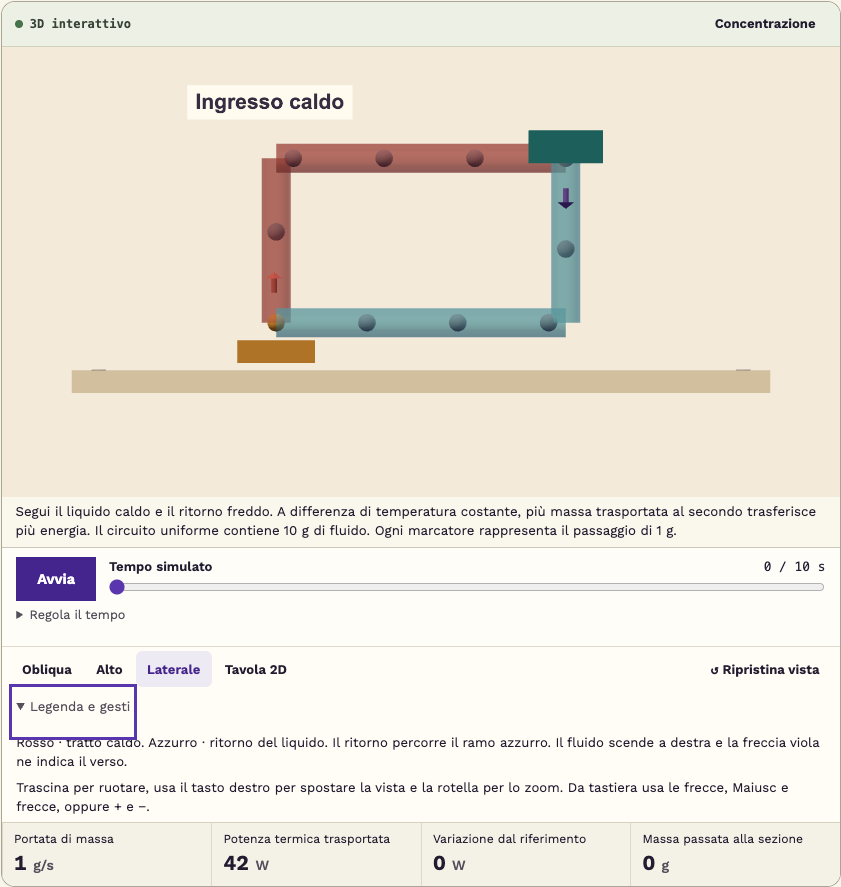 3D interattivo
Concentrazione
Ingresso caldo
Segui il liquido caldo e il ritorno freddo. A differenza di temperatura costante, più massa trasportata al secondo trasferisce
più energia. Il circuito uniforme contiene 10 g di fluido. Ogni marcatore rappresenta il passaggio di 1 g.
Avvia
Tempo simulato
0 / 10 s
▶ Regola il tempo
Obliqua
Alto
Laterale
Tavola 2D
↺ Ripristina vista
▼ Legenda e gesti
Rosso · tratto caldo. Azzurro · ritorno del liquido. Il ritorno percorre il ramo azzurro. Il fluido scende a destra e la freccia viola
ne indica il verso.
Trascina per ruotare, usa il tasto destro per spostare la vista e la rotella per lo zoom. Da tastiera usa le frecce, Maiusc e
frecce, oppure + e −.
Portata di massa
1 g/s
Potenza termica trasportata
42 W
Variazione dal riferimento
0 W
Massa passata alla sezione
0 g